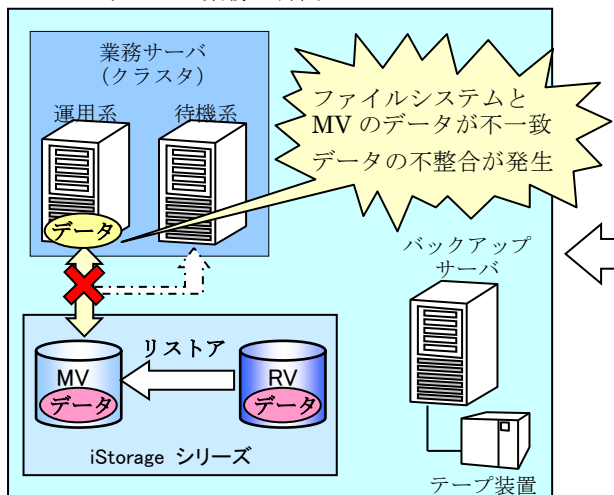 業務サーバ
(クラスタ)
運用系
待機系
データ
ファイルシステムと
MV のデータが不一致
データの不整合が発生
バックアップ
サーバ
リストア
MV
データ
RV
データ
iStorage シリーズ
テープ装置